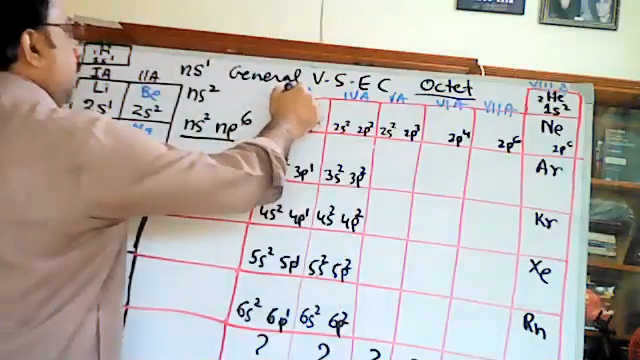 H
1s¹
IA IIA
Li Be
2s¹ 2s²
ns¹ General V-S-E C Octet
ns²
ns² np⁶
IVA VA VIA VIIA VIIIA
₂He
1s²
2s² 2p² 2s² 2p³ 2p⁴ 2p⁵ Ne
2p⁶
3p¹ 3s² 3p² Ar
4s² 4p¹ 4s² 4p² Kr
5s² 5p¹ 5s² 5p² Xe
6s² 6p¹ 6s² 6p² Rn
? ? ?